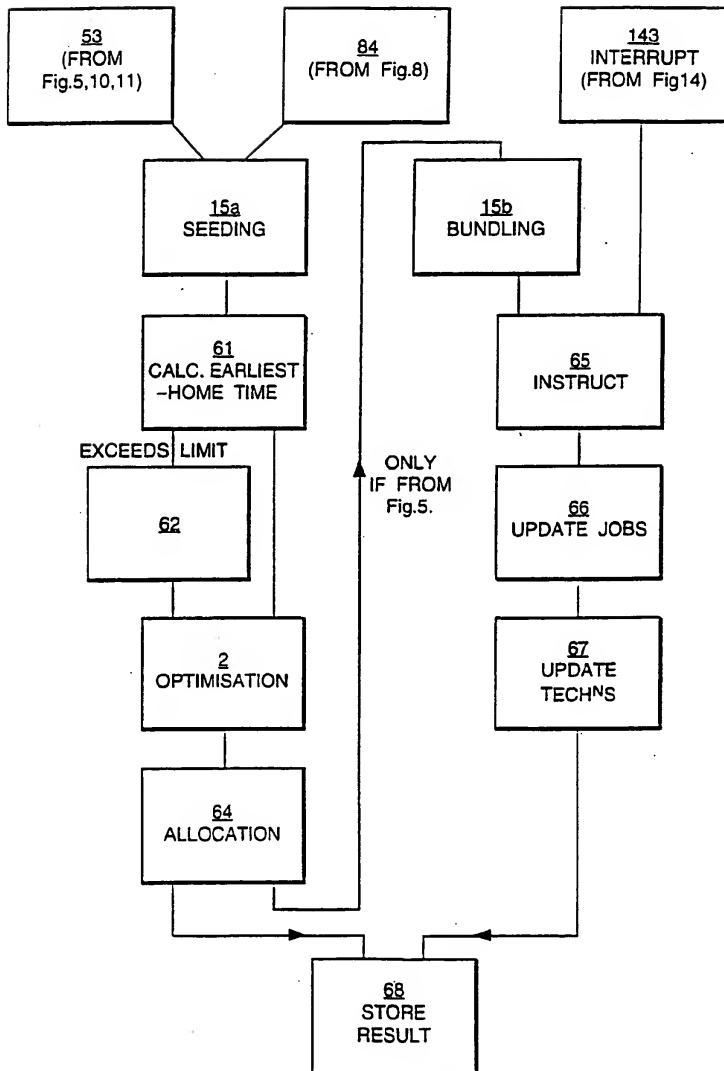 53
(FROM
Fig.5,10,11)
84
(FROM Fig.8)
143
INTERRUPT
(FROM Fig14)
15a
SEEDING
15b
BUNDLING
61
CALC. EARLIEST
-HOME TIME
65
INSTRUCT
EXCEEDS LIMIT
62
ONLY
IF FROM
Fig.5.
66
UPDATE JOBS
2
OPTIMISATION
67
UPDATE
TECHᴺS
64
ALLOCATION
68
STORE
RESULT